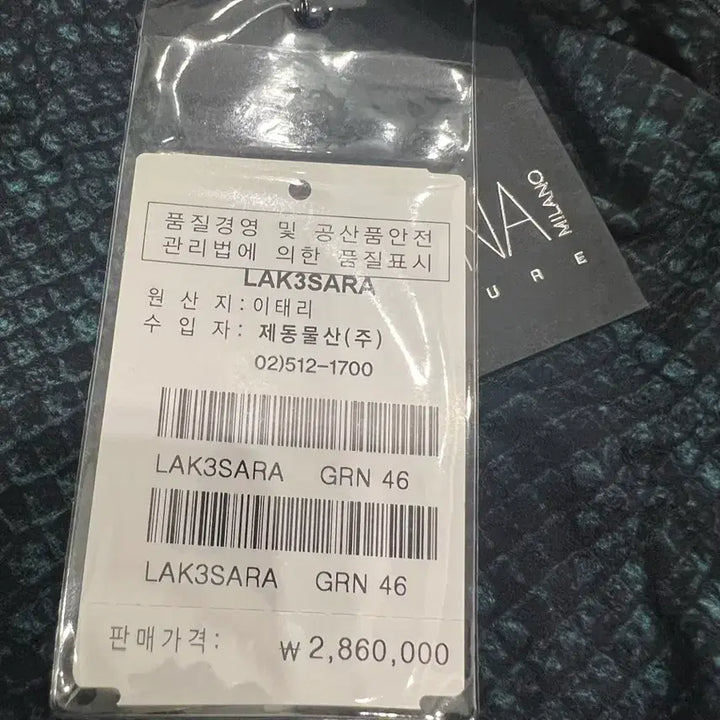 품질경영 및 공산품안전
관리법에 의한 품질표시
LAK3SARA
원 산 지 : 이태리
수 입 자 : 제동물산(주)
02)512-1700
LAK3SARA GRN 46
LAK3SARA GRN 46
판매가격: ₩2,860,000
MILANO